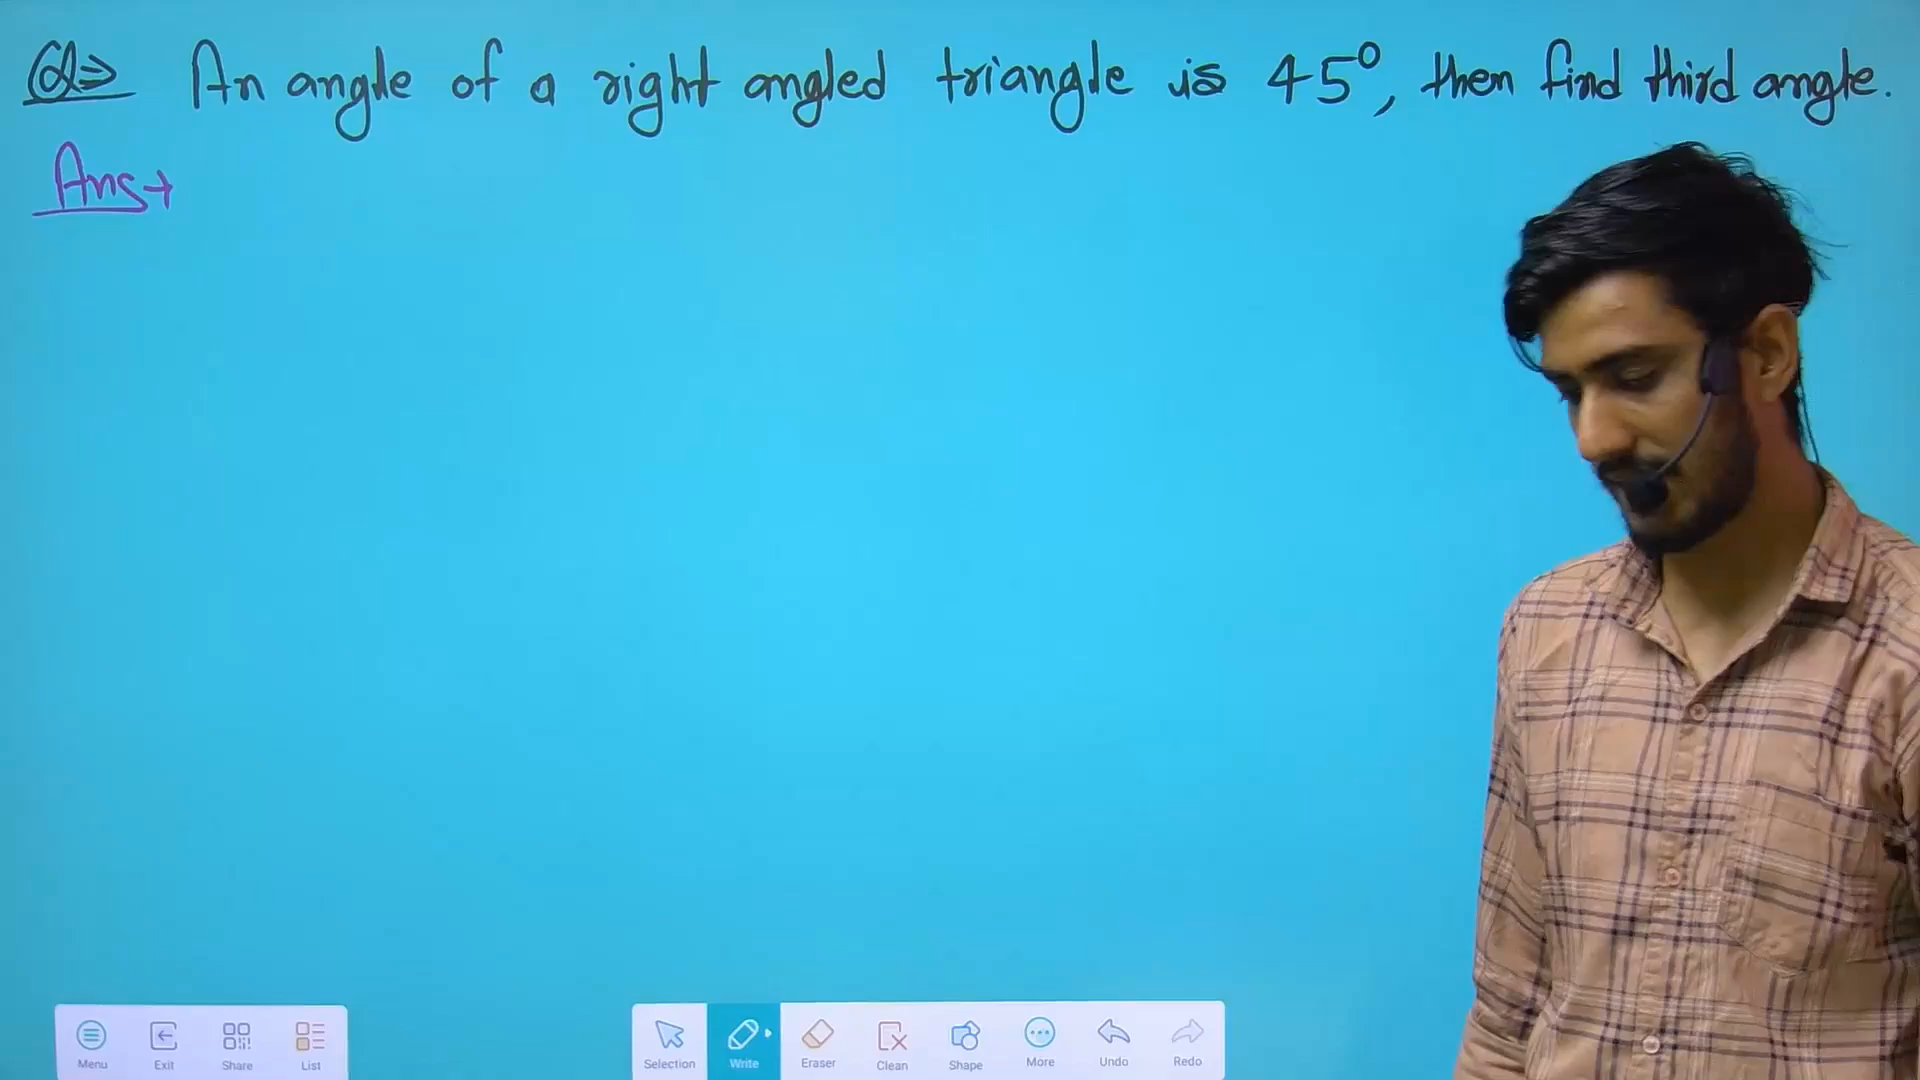 Q⇒ An angle of a right angled triangle is 45°, then find third angle.
Ans→
Menu Exit Share List
Selection Write Eraser Clean Shape More Undo Redo